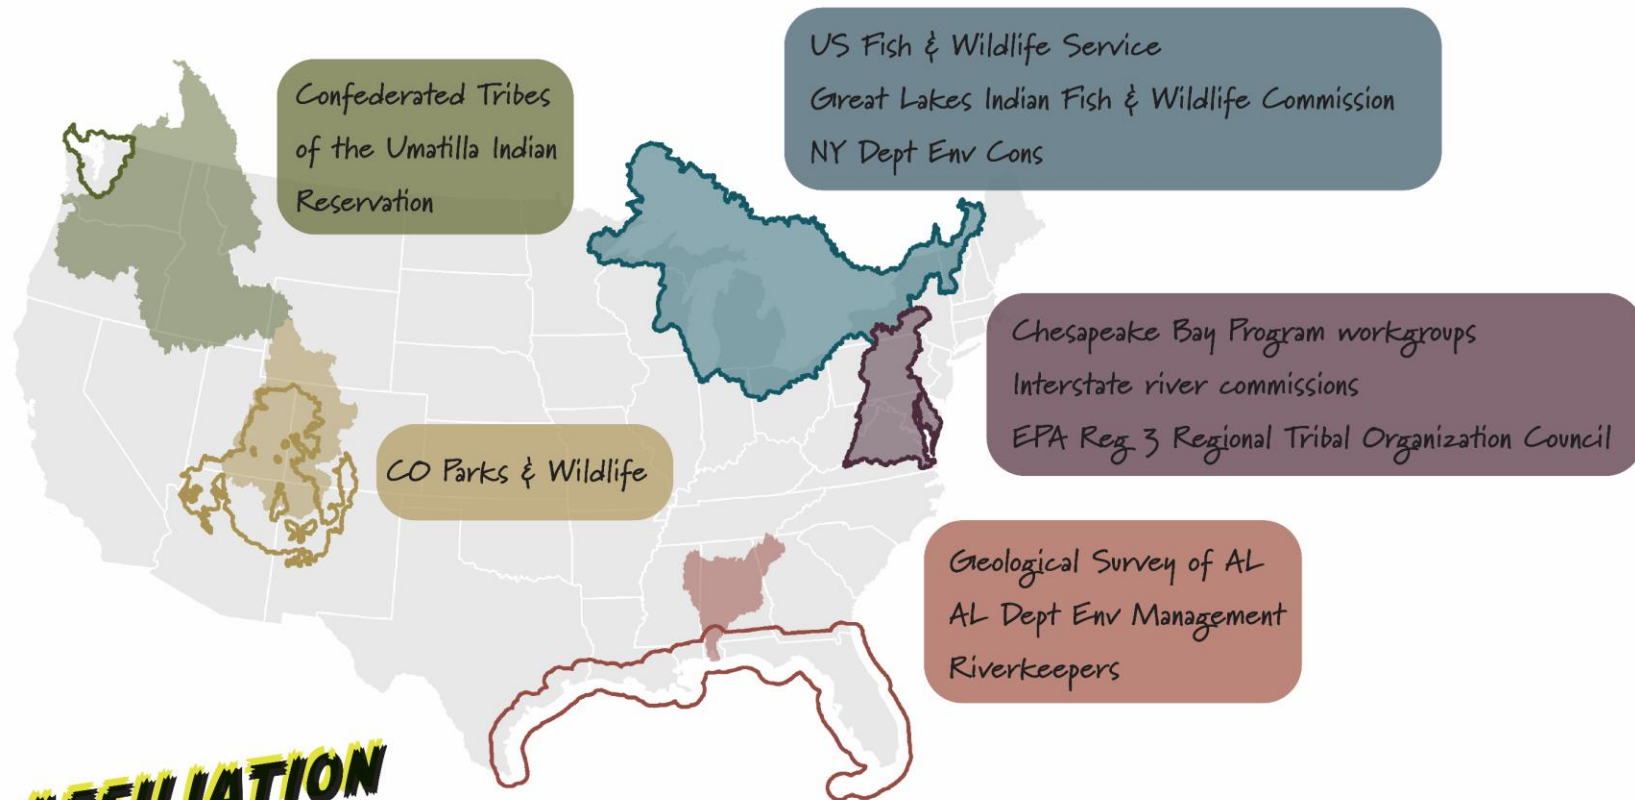 US Fish & Wildlife Service
Great Lakes Indian Fish & Wildlife Commission
NY Dept Env Cons
Confederated Tribes
of the Umatilla Indian
Reservation
Chesapeake Bay Program workgroups
Interstate river commissions
EPA Reg 3 Regional Tribal Organization Council
CO Parks & Wildlife
Geological Survey of AL
AL Dept Env Management
Riverkeepers
AFFILIATION